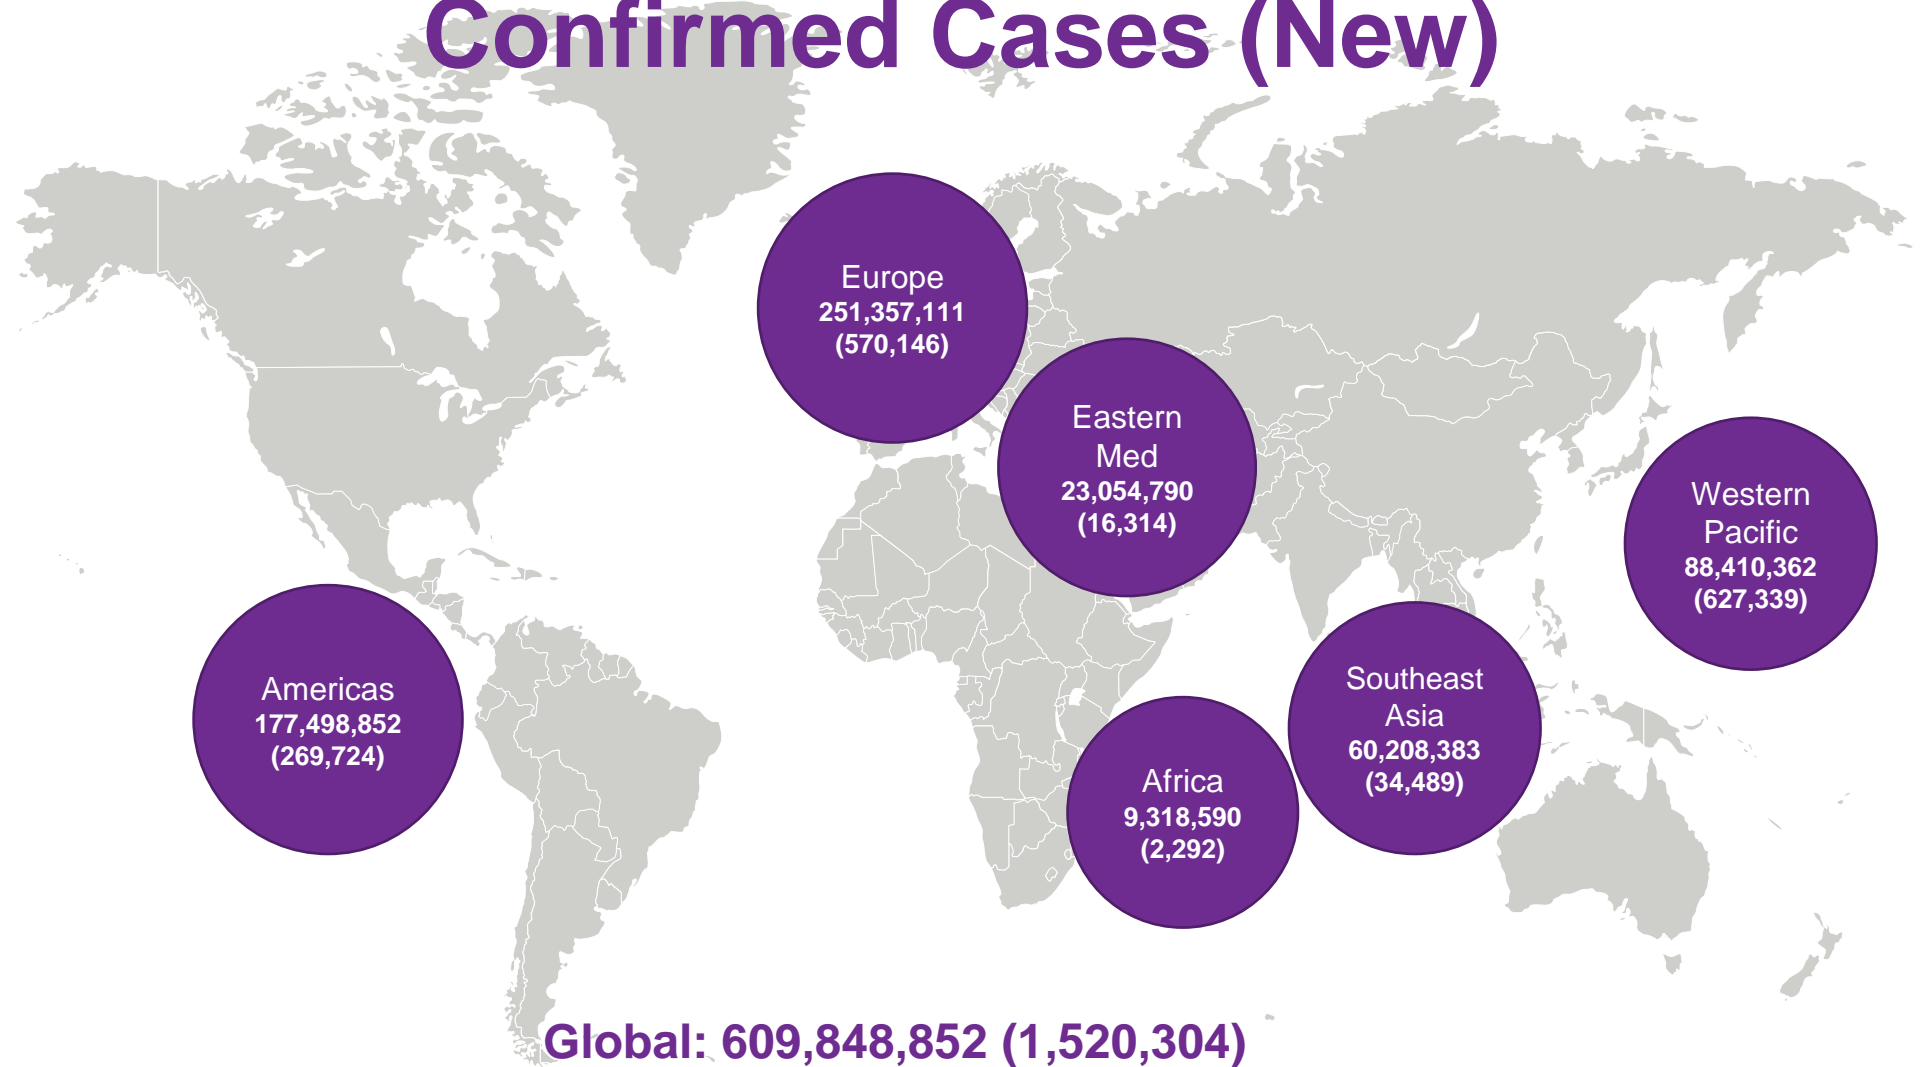 Confirmed Cases (New)
Europe
251,357,111
(570,146)
Eastern
Med
23,054,790
(16,314)
Western
Pacific
88,410,362
(627,339)
Americas
177,498,852
(269,724)
Southeast
Asia
60,208,383
(34,489)
Africa
9,318,590
(2,292)
Global: 609,848,852 (1,520,304)